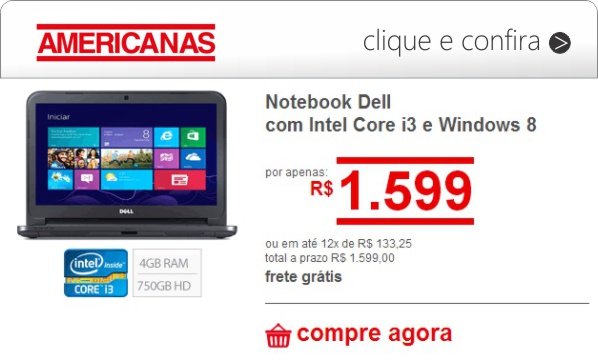 AMERICANAS
clique e confira >
Notebook Dell
com Intel Core i3 e Windows 8
Iniciar
8
DELL
por apenas:
R$ 1.599
ou em até 12x de R$ 133,25
total a prazo R$ 1.599,00
frete grátis
intel inside
CORE i3
4GB RAM
750GB HD
compre agora